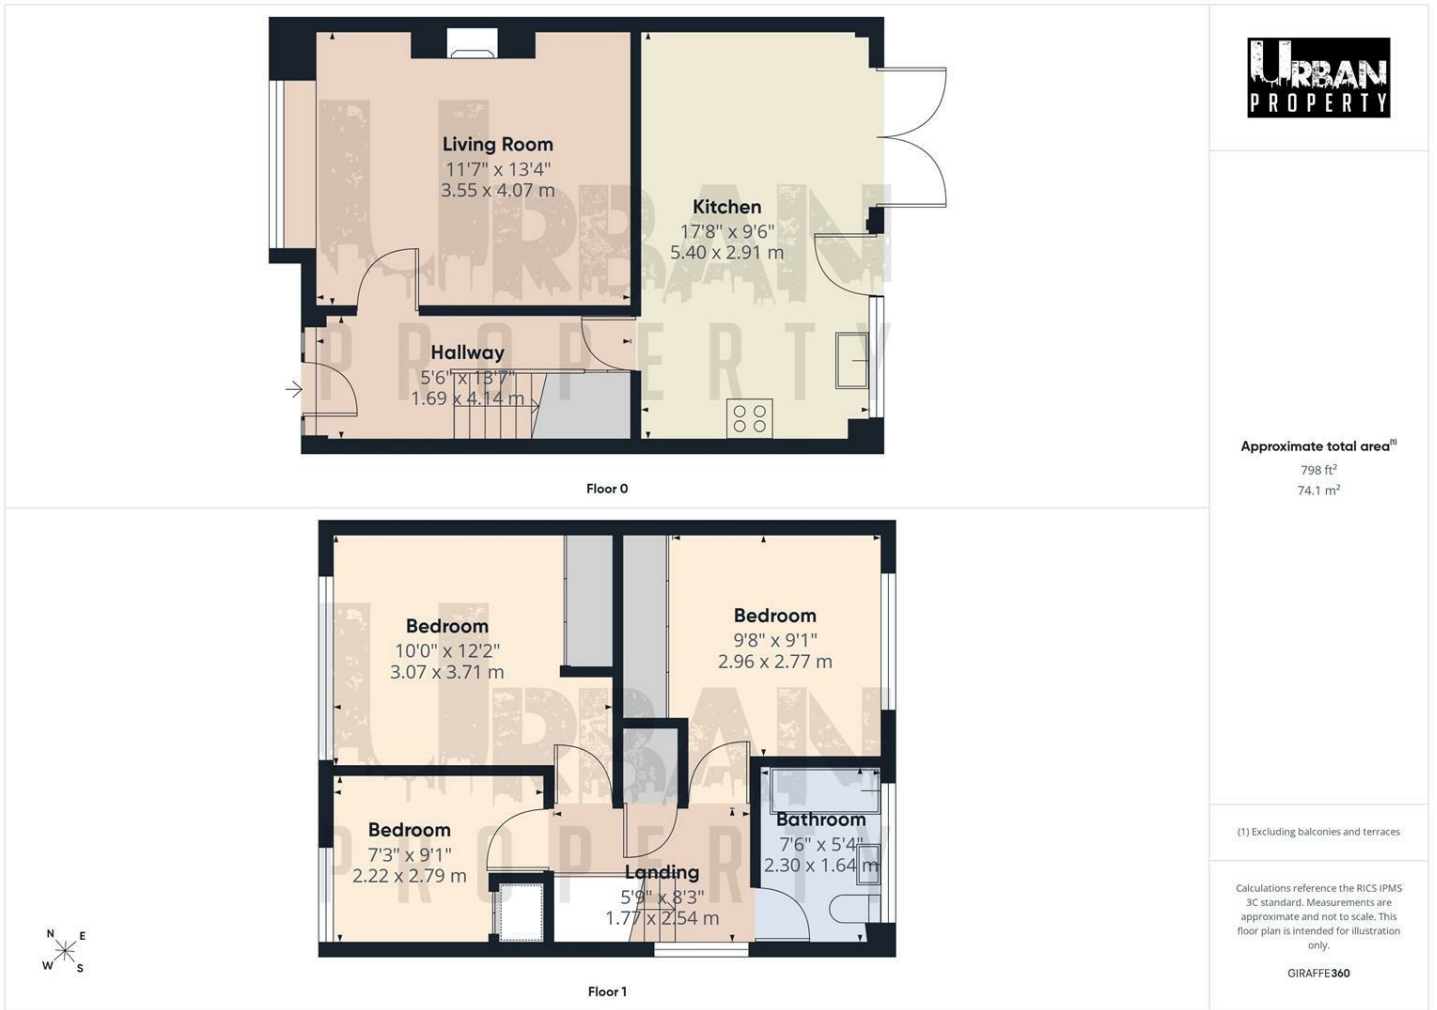 Living Room
11'7" x 13'4"
3.55 x 4.07 m
Kitchen
17'8" x 9'6"
5.40 x 2.91 m
Hallway
5'6" x 13'7"
1.69 x 4.14 m
Floor 0
Bedroom
10'0" x 12'2"
3.07 x 3.71 m
Bedroom
9'8" x 9'1"
2.96 x 2.77 m
Bedroom
7'3" x 9'1"
2.22 x 2.79 m
Landing
5'9" x 8'3"
1.77 x 2.54 m
Bathroom
7'6" x 5'4"
2.30 x 1.64 m
Floor 1
N E
W S
URBAN
PROPERTY
URBAN
PROPERTY
URBAN
PROPERTY
Approximate total area(1)
798 ft²
74.1 m²
(1) Excluding balconies and terraces
Calculations reference the RICS IPMS
3C standard. Measurements are
approximate and not to scale. This
floor plan is intended for illustration
only.
GIRAFFE360